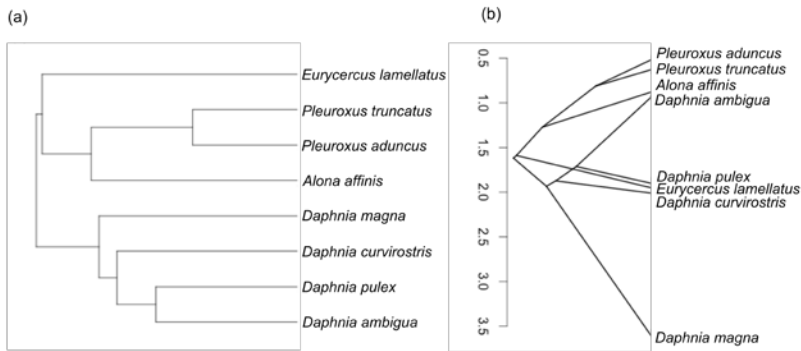 (a)
Eurycercus lamellatus
Pleuroxus truncatus
Pleuroxus aduncus
Alona affinis
Daphnia magna
Daphnia curvirostris
Daphnia pulex
Daphnia ambigua
(b)
0.5
1.0
1.5
2.0
2.5
3.0
3.5
Pleuroxus aduncus
Pleuroxus truncatus
Alona affinis
Daphnia ambigua
Daphnia pulex
Eurycercus lamellatus
Daphnia curvirostris
Daphnia magna